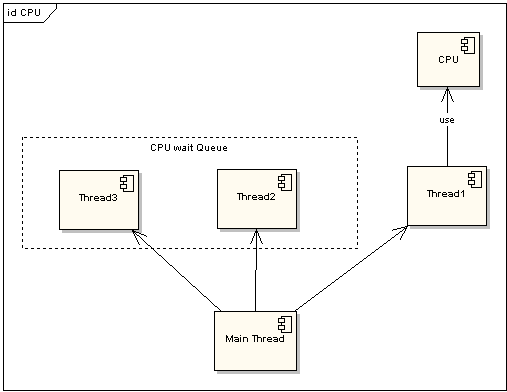 id CPU
CPU
use
CPU wait Queue
Thread3
Thread2
Thread1
Main Thread